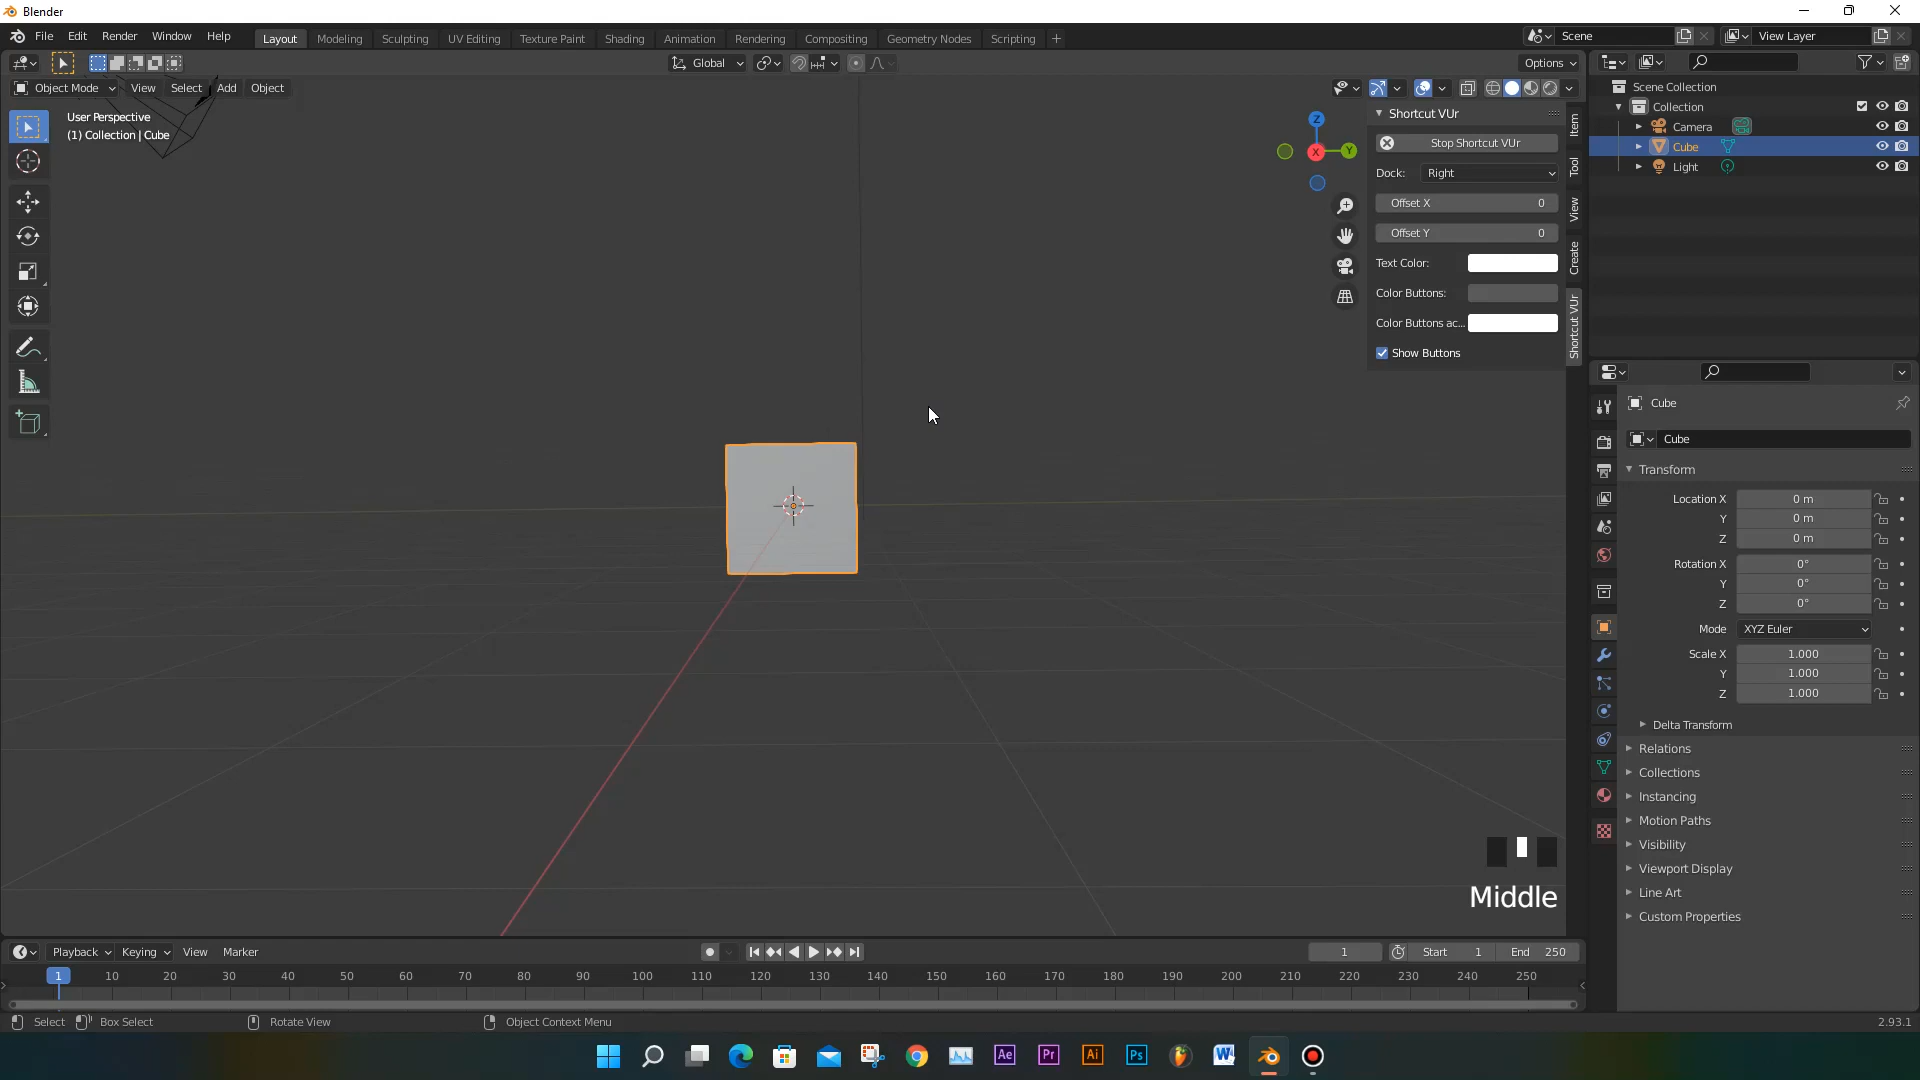 Blender
File Edit Render Window Help
Layout Modeling Sculpting UV Editing Texture Paint Shading Animation Rendering Compositing Geometry Nodes Scripting +
Scene
View Layer
Global
Options
Object Mode View Select Add Object
User Perspective
(1) Collection | Cube
Z
X
Y
Shortcut VUr
Stop Shortcut VUr
Dock: Right
Offset X 0
Offset Y 0
Text Color:
Color Buttons:
Color Buttons ac...
Show Buttons
Item
Tool
View
Create
Shortcut VUr
Scene Collection
Collection
Camera
Cube
Light
Cube
Cube
Transform
Location X 0 m
Y 0 m
Z 0 m
Rotation X 0°
Y 0°
Z 0°
Mode XYZ Euler
Scale X 1.000
Y 1.000
Z 1.000
Delta Transform
Relations
Collections
Instancing
Motion Paths
Visibility
Viewport Display
Line Art
Custom Properties
Middle
Playback Keying View Marker
1 Start 1 End 250
1 10 20 30 40 50 60 70 80 90 100 110 120 130 140 150 160 170 180 190 200 210 220 230 240 250
Select Box Select Rotate View Object Context Menu
2.93.1
Ae Pr Ai Ps W